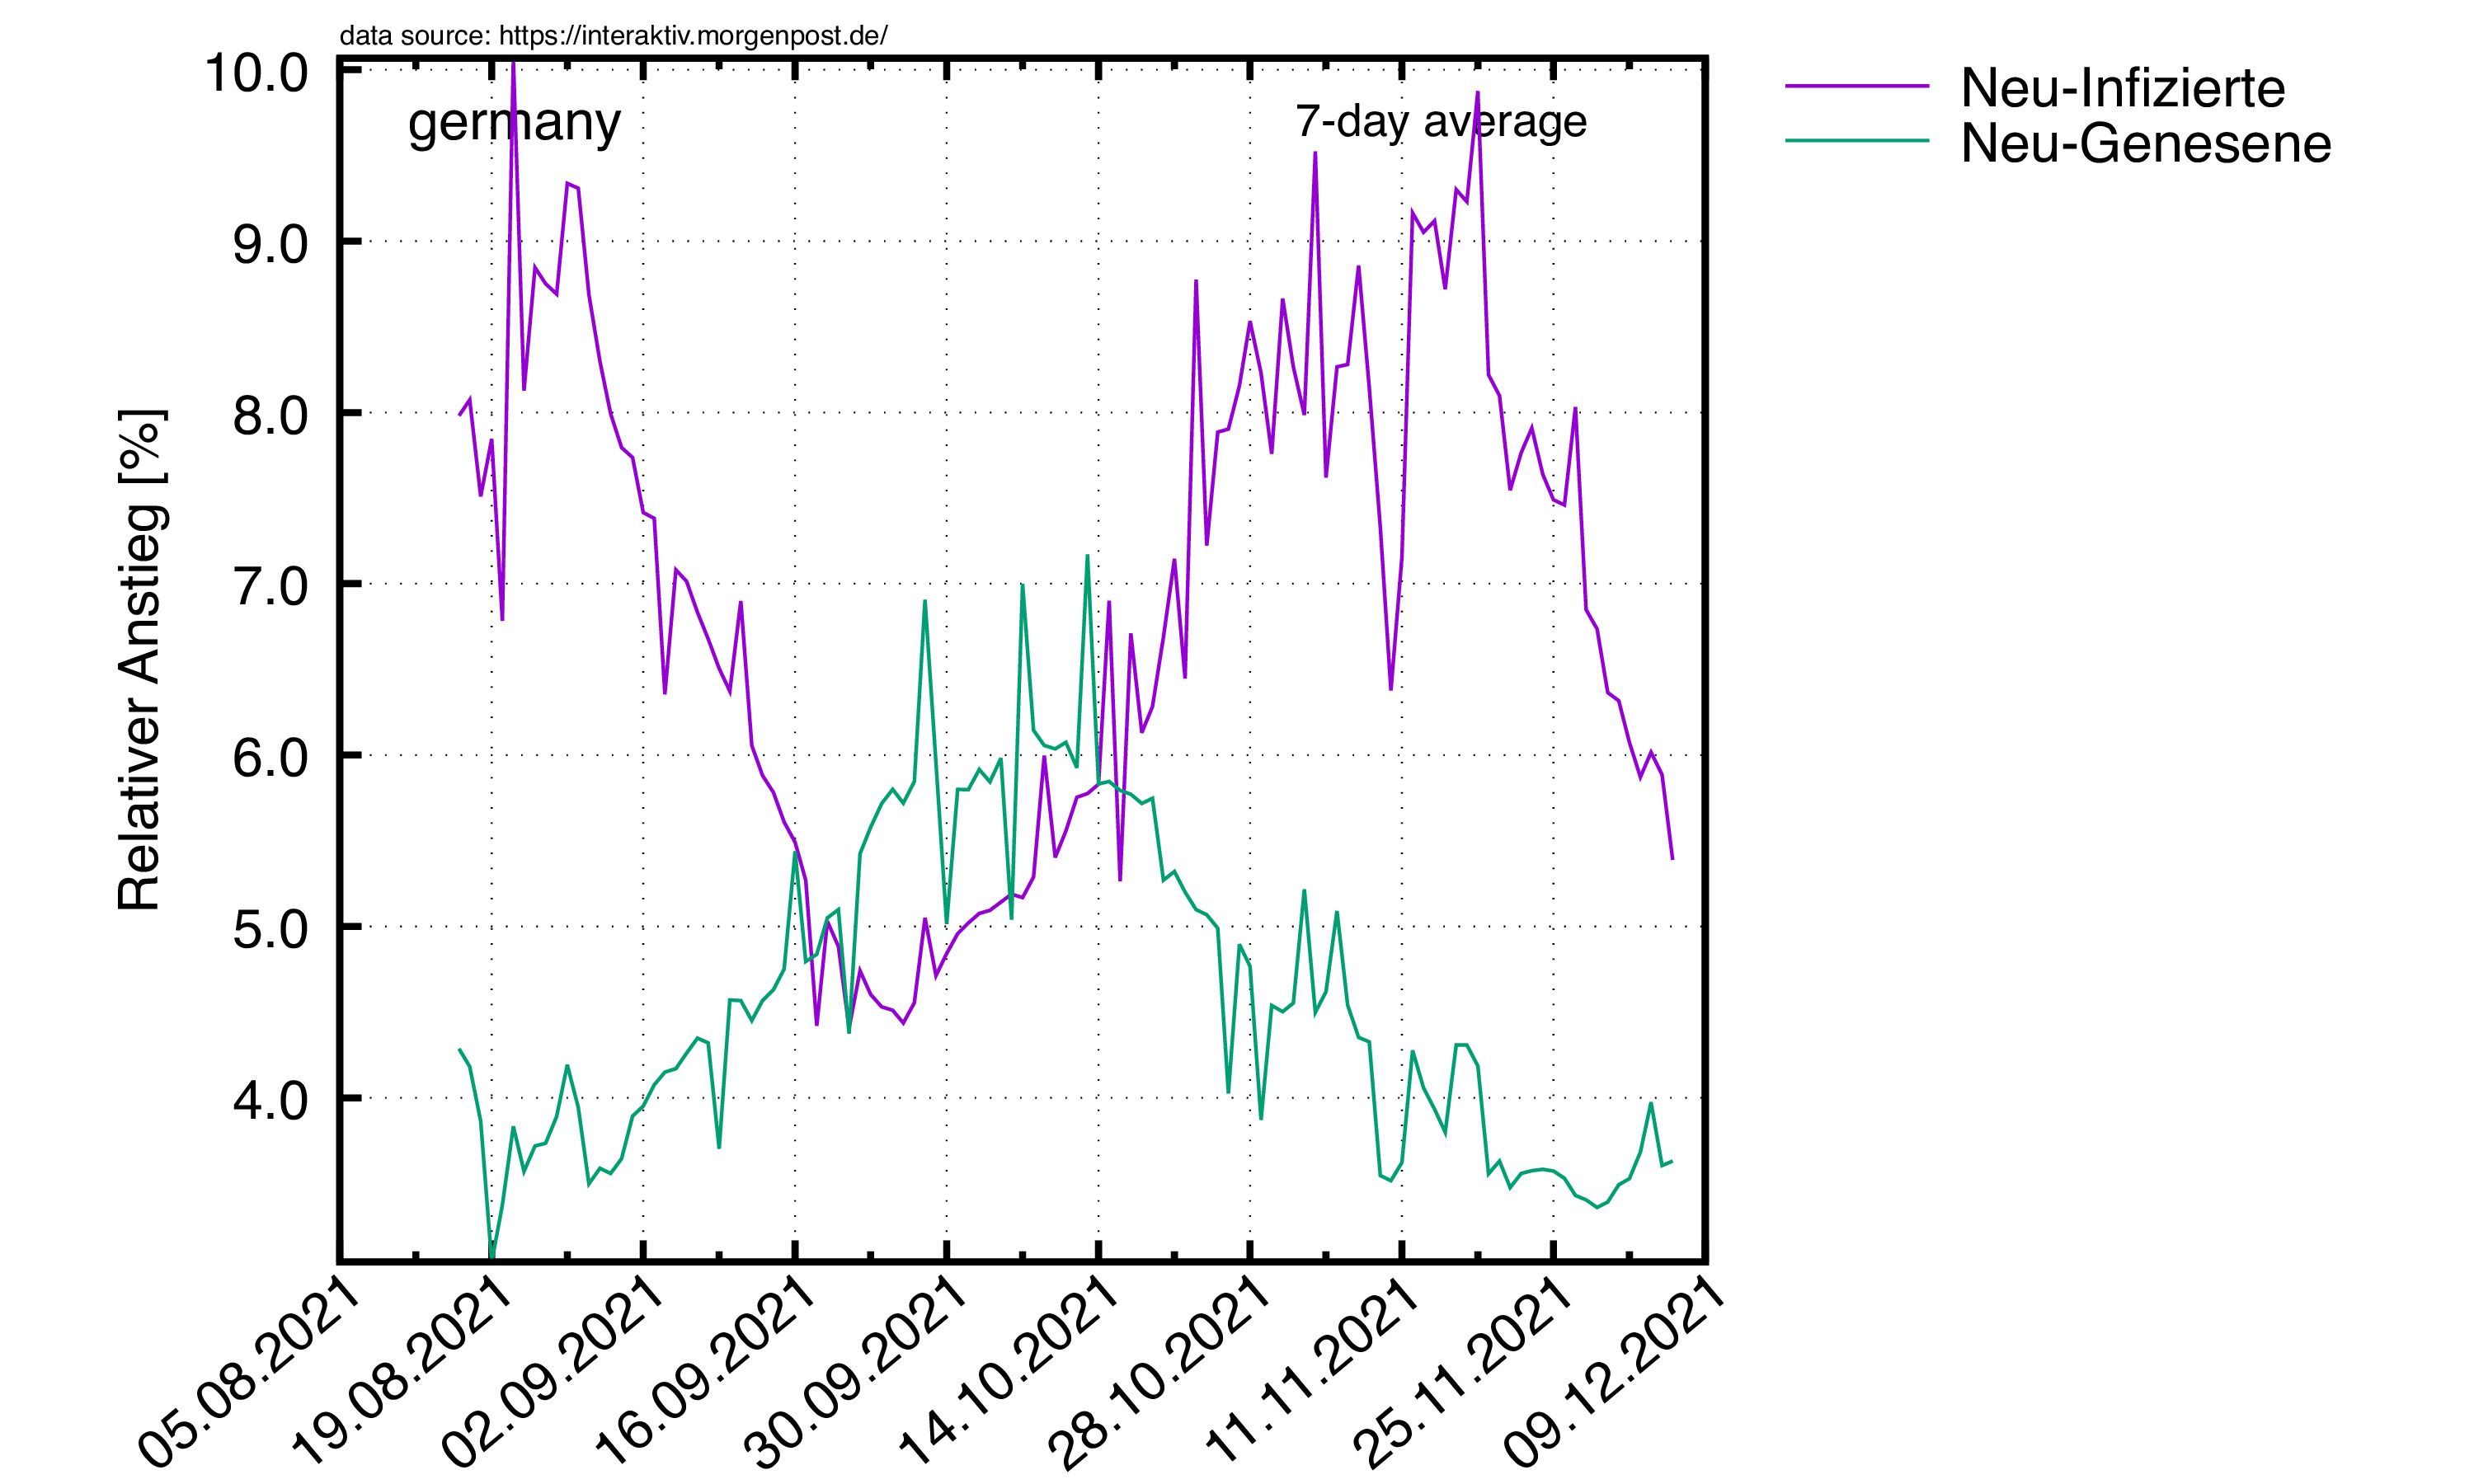 data source: https://interaktiv.morgenpost.de/
germany
7-day average
Neu-Infizierte
Neu-Genesene
Relativer Anstieg [%]
10.0
9.0
8.0
7.0
6.0
5.0
4.0
05.08.2021
19.08.2021
02.09.2021
16.09.2021
30.09.2021
14.10.2021
28.10.2021
11.11.2021
25.11.2021
09.12.2021